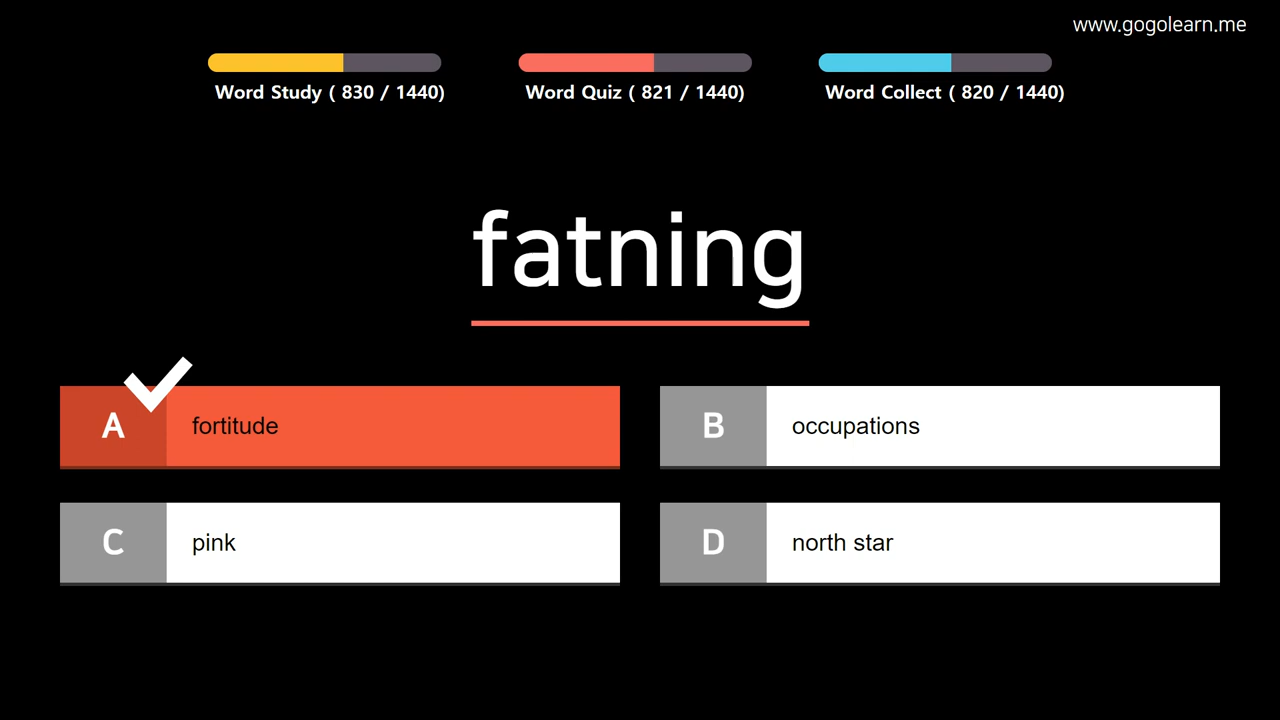 www.gogolearn.me
Word Study ( 830 / 1440)
Word Quiz ( 821 / 1440)
Word Collect ( 820 / 1440)
fatning
A fortitude
B occupations
C pink
D north star